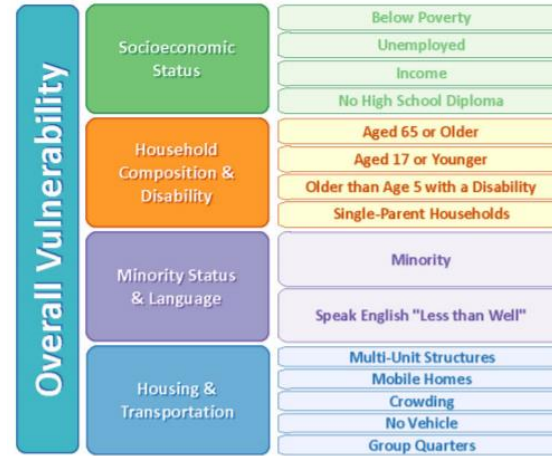 Overall Vulnerability
Socioeconomic
Status
Below Poverty
Unemployed
Income
No High School Diploma
Household
Composition &
Disability
Aged 65 or Older
Aged 17 or Younger
Older than Age 5 with a Disability
Single-Parent Households
Minority Status
& Language
Minority
Speak English "Less than Well"
Housing &
Transportation
Multi-Unit Structures
Mobile Homes
Crowding
No Vehicle
Group Quarters